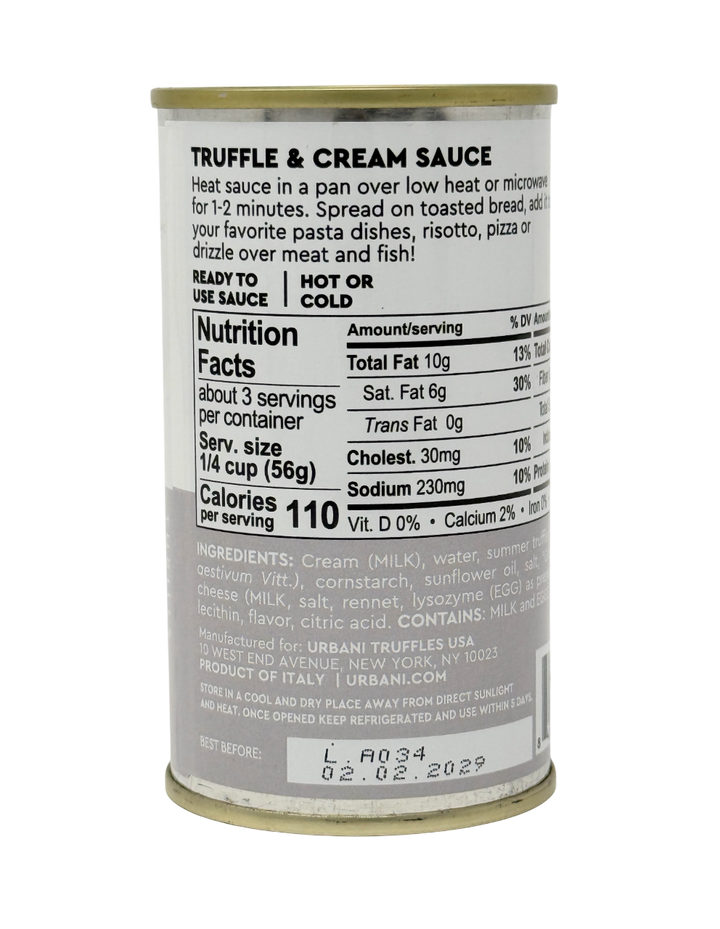 TRUFFLE & CREAM SAUCE
Heat sauce in a pan over low heat or microwave
for 1-2 minutes. Spread on toasted bread, add it
your favorite pasta dishes, risotto, pizza or
drizzle over meat and fish!
READY TO
USE SAUCE
HOT OR
COLD
Nutrition
Facts
about 3 servings
per container
Serv. size
1/4 cup (56g)
Calories
per serving 110
Amount/serving % DV
Total Fat 10g 13%
Sat. Fat 6g 30%
Trans Fat 0g
Cholest. 30mg 10%
Sodium 230mg 10%
Vit. D 0% • Calcium 2% • Iron 0%
INGREDIENTS: Cream (MILK), water, summer
aestivum Vitt.), cornstarch, sunflower oil, salt,
cheese (MILK, salt, rennet, lysozyme (EGG) as
lecithin, flavor, citric acid. CONTAINS: MILK and
Manufactured for: URBANI TRUFFLES USA
10 WEST END AVENUE, NEW YORK, NY 10023
PRODUCT OF ITALY | URBANI.COM
STORE IN A COOL AND DRY PLACE AWAY FROM DIRECT SUNLIGHT
AND HEAT. ONCE OPENED KEEP REFRIGERATED AND USE WITHIN 5 DAYS.
BEST BEFORE:
L.A034
02.02.2029